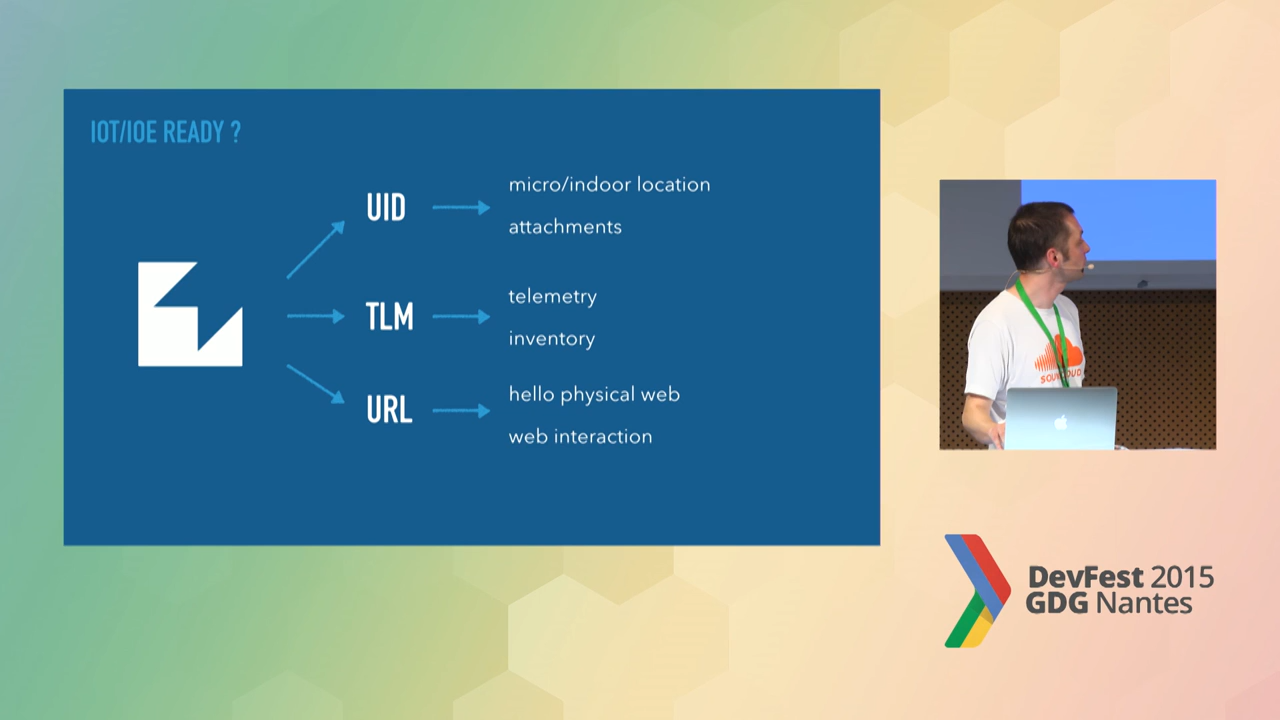 IOT/IOE READY ?
UID
micro/indoor location
attachments
TLM
telemetry
inventory
URL
hello physical web
web interaction
SOUNDCLOUD
DevFest 2015
GDG Nantes